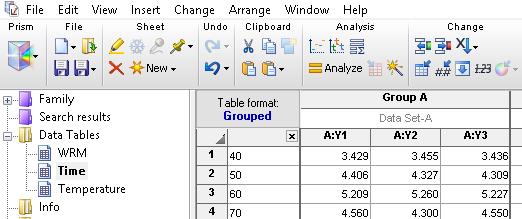 File Edit View Insert Change Arrange Window Help
Prism File Sheet Undo Clipboard Analysis Change
New Analyze 123
Family
Search results
Data Tables
WRM
Time
Temperature
Info
Table format:
Grouped
Group A
Data Set-A
A:Y1 A:Y2 A:Y3
1 40 3.429 3.455 3.436
2 50 4.406 4.327 4.309
3 60 5.209 5.260 5.227
4 70 4.560 4.300 4.550